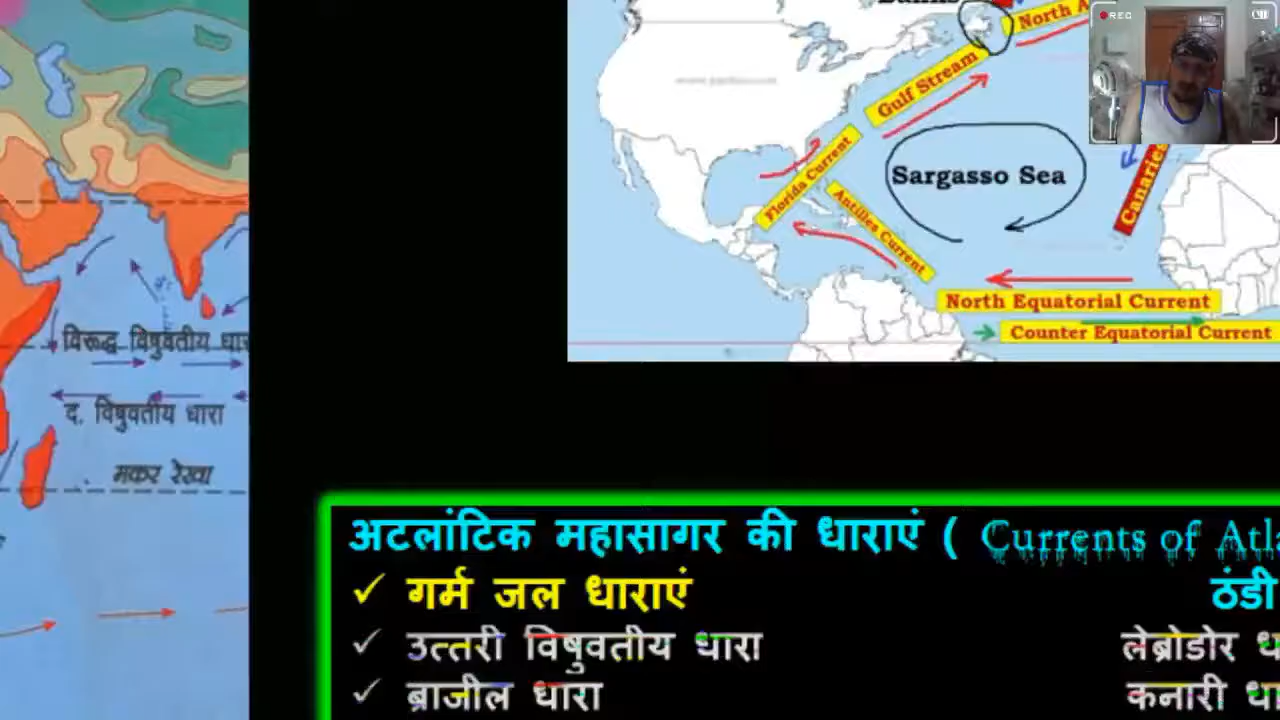 REC
North A
Gulf Stream
Sargasso Sea
Florida Current
Antilles Current
Canaries
North Equatorial Current
Counter Equatorial Current
विरूद्ध विषुवतीय धारा
द. विषुवतीय धारा
मकर रेखा
अटलांटिक महासागर की धाराएं ( Currents of Atla
✓ गर्म जल धाराएं
ठंडी
✓ उत्तरी विषुवतीय धारा
लेब्रोडोर धा
✓ ब्राजील धारा
कनारी धा